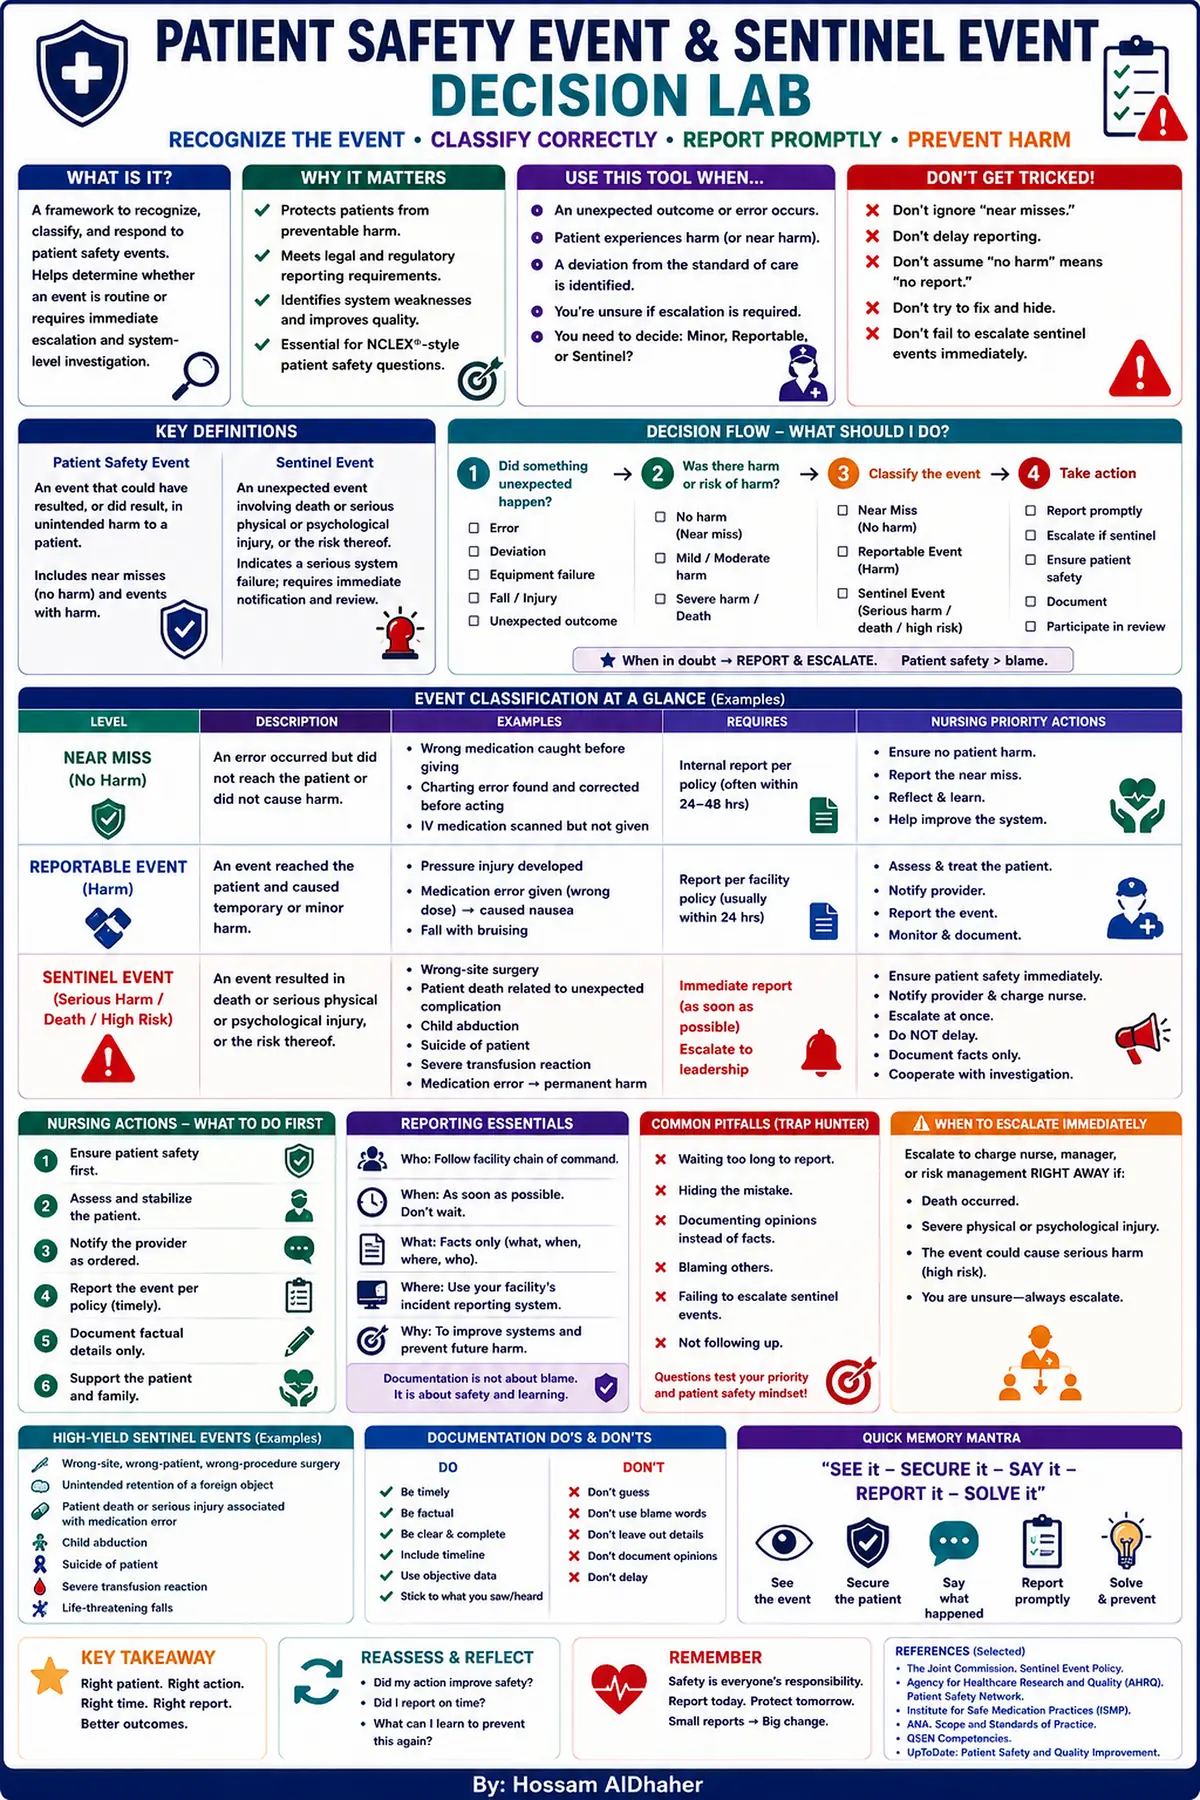 PATIENT SAFETY EVENT & SENTINEL EVENT
DECISION LAB
RECOGNIZE THE EVENT • CLASSIFY CORRECTLY • REPORT PROMPTLY • PREVENT HARM
WHAT IS IT?
A framework to recognize,
classify, and respond to
patient safety events.
Helps determine whether
an event is routine or
requires immediate
escalation and system-
level investigation.
WHY IT MATTERS
Protects patients from
preventable harm.
Meets legal and regulatory
reporting requirements.
Identifies system weaknesses
and improves quality.
Essential for NCLEX®-style
patient safety questions.
USE THIS TOOL WHEN...
An unexpected outcome or error occurs.
Patient experiences harm (or near harm).
A deviation from the standard of care
is identified.
You're unsure if escalation is required.
You need to decide: Minor, Reportable,
or Sentinel?
DON'T GET TRICKED!
Don't ignore "near misses."
Don't delay reporting.
Don't assume "no harm" means
"no report."
Don't try to fix and hide.
Don't fail to escalate sentinel
events immediately.
KEY DEFINITIONS
Patient Safety Event
An event that could have
resulted, or did result, in
unintended harm to a
patient.
Includes near misses
(no harm) and events
with harm.
Sentinel Event
An unexpected event
involving death or serious
physical or psychological
injury, or the risk thereof.
Indicates a serious system
failure; requires immediate
notification and review.
DECISION FLOW – WHAT SHOULD I DO?
1 Did something
unexpected
happen?
Error
Deviation
Equipment failure
Fall / Injury
Unexpected outcome
→
2 Was there harm
or risk of harm?
No harm
(Near miss)
Mild / Moderate
harm
Severe harm /
Death
→
3 Classify the event
Near Miss
(No harm)
Reportable Event
(Harm)
Sentinel Event
(Serious harm /
death / high risk)
→
4 Take action
Report promptly
Escalate if sentinel
Ensure patient
safety
Document
Participate in review
When in doubt → REPORT & ESCALATE. Patient safety > blame.
EVENT CLASSIFICATION AT A GLANCE (Examples)
LEVEL DESCRIPTION EXAMPLES REQUIRES NURSING PRIORITY ACTIONS
NEAR MISS
(No Harm)
An error occurred but did
not reach the patient or
did not cause harm.
• Wrong medication caught before
giving
• Charting error found and corrected
before acting
• IV medication scanned but not given
Internal report per
policy (often within
24–48 hrs)
• Ensure no patient harm.
• Report the near miss.
• Reflect & learn.
• Help improve the system.
REPORTABLE EVENT
(Harm)
An event reached the
patient and caused
temporary or minor
harm.
• Pressure injury developed
• Medication error given (wrong
dose) → caused nausea
• Fall with bruising
Report per facility
policy (usually
within 24 hrs)
• Assess & treat the patient.
• Notify provider.
• Report the event.
• Monitor & document.
SENTINEL EVENT
(Serious Harm /
Death / High Risk)
An event resulted in
death or serious physical
or psychological injury,
or the risk thereof.
• Wrong-site surgery
• Patient death related to unexpected
complication
• Child abduction
• Suicide of patient
• Severe transfusion reaction
• Medication error → permanent harm
Immediate report
(as soon as
possible)
Escalate to
leadership
• Ensure patient safety immediately.
• Notify provider & charge nurse.
• Escalate at once.
• Do NOT delay.
• Document facts only.
• Cooperate with investigation.
NURSING ACTIONS – WHAT TO DO FIRST
1 Ensure patient safety
first.
2 Assess and stabilize
the patient.
3 Notify the provider
as ordered.
4 Report the event per
policy (timely).
5 Document factual
details only.
6 Support the patient
and family.
REPORTING ESSENTIALS
Who: Follow facility chain of command.
When: As soon as possible.
Don't wait.
What: Facts only (what, when,
where, who).
Where: Use your facility's
incident reporting system.
Why: To improve systems and
prevent future harm.
Documentation is not about blame.
It is about safety and learning.
COMMON PITFALLS (TRAP HUNTER)
Waiting too long to report.
Hiding the mistake.
Documenting opinions
instead of facts.
Blaming others.
Failing to escalate sentinel
events.
Not following up.
Questions test your priority
and patient safety mindset!
WHEN TO ESCALATE IMMEDIATELY
Escalate to charge nurse, manager,
or risk management RIGHT AWAY if:
• Death occurred.
• Severe physical or psychological injury.
• The event could cause serious harm
(high risk).
• You are unsure—always escalate.
HIGH-YIELD SENTINEL EVENTS (Examples)
Wrong-site, wrong-patient, wrong-procedure surgery
Unintended retention of a foreign object
Patient death or serious injury associated
with medication error
Child abduction
Suicide of patient
Severe transfusion reaction
Life-threatening falls
DOCUMENTATION DO'S & DON'TS
DO
Be timely
Be factual
Be clear & complete
Include timeline
Use objective data
Stick to what you saw/heard
DON'T
Don't guess
Don't use blame words
Don't leave out details
Don't document opinions
Don't delay
QUICK MEMORY MANTRA
"SEE it – SECURE it – SAY it –
REPORT it – SOLVE it"
See
the event
Secure
the patient
Say
what
happened
Report
promptly
Solve
& prevent
KEY TAKEAWAY
Right patient. Right action.
Right time. Right report.
Better outcomes.
REASSESS & REFLECT
• Did my action improve safety?
• Did I report on time?
• What can I learn to prevent
this again?
REMEMBER
Safety is everyone's responsibility.
Report today. Protect tomorrow.
Small reports → Big change.
REFERENCES (Selected)
• The Joint Commission. Sentinel Event Policy.
• Agency for Healthcare Research and Quality (AHRQ).
Patient Safety Network.
• Institute for Safe Medication Practices (ISMP).
• ANA. Scope and Standards of Practice.
• QSEN Competencies.
• UpToDate: Patient Safety and Quality Improvement.
By: Hossam AlDhaher